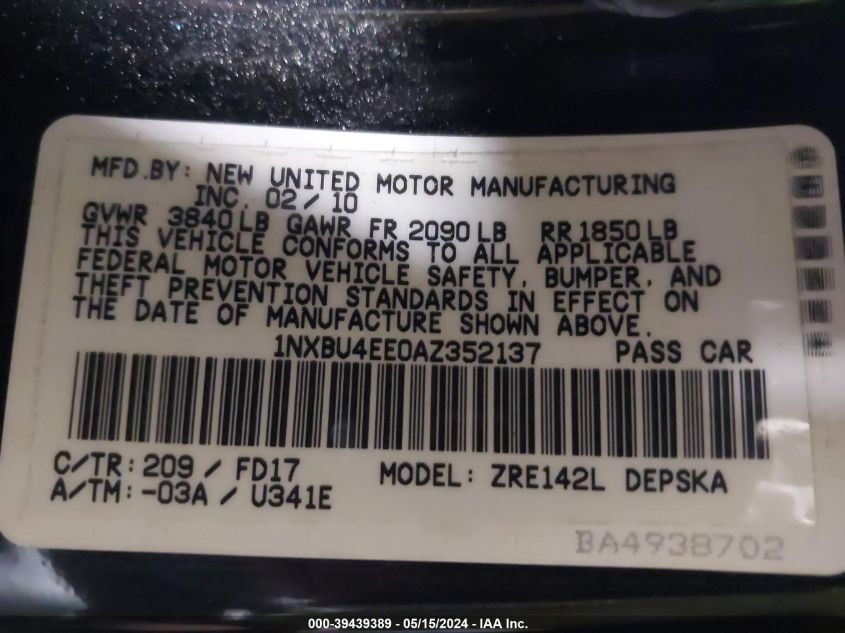 MFD.BY: NEW UNITED MOTOR MANUFACTURING
INC. 02/10
GVWR 3840LB GAWR FR 2090LB RR1850LB
THIS VEHICLE CONFORMS TO ALL APPLICABLE
FEDERAL MOTOR VEHICLE SAFETY, BUMPER, AND
THEFT PREVENTION STANDARDS IN EFFECT ON
THE DATE OF MANUFACTURE SHOWN ABOVE.
1NXBU4EE0AZ352137 PASS CAR
C/TR: 209 / FD17 MODEL: ZRE142L DEPSKA
A/TM: -03A / U341E
BA4938702
000-39439389 - 05/15/2024 - IAA Inc.